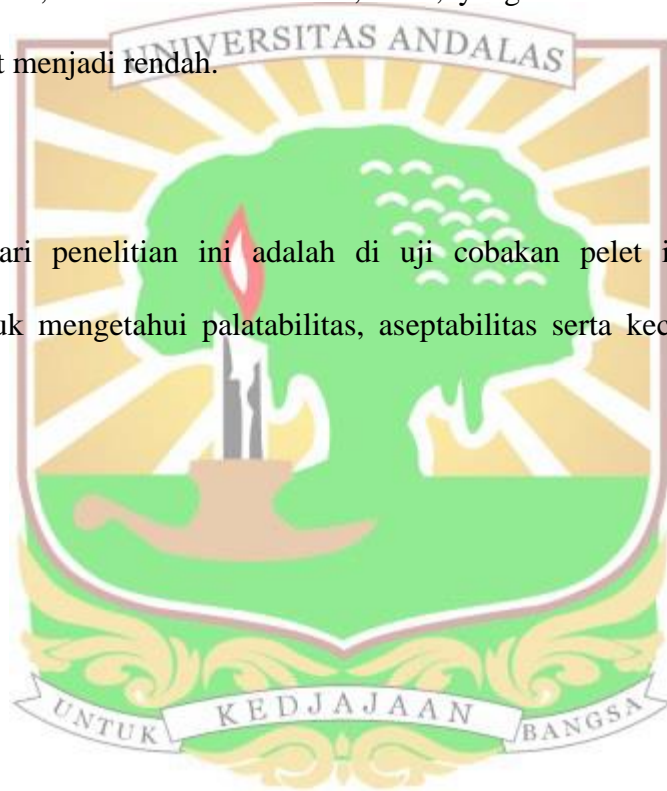 UNIVERSITAS ANDALAS
t menjadi rendah.
ari penelitian ini adalah di uji cobakan pelet i
uk mengetahui palatabilitas, aseptabilitas serta kec
UNTUK KEDJAJAAN BANGSA